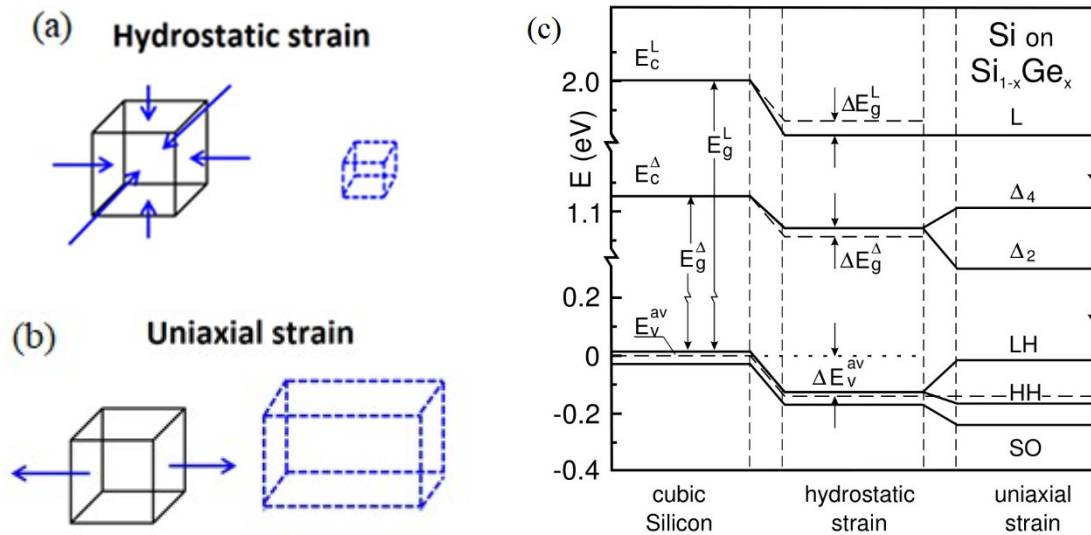 (a)
Hydrostatic strain
(b)
Uniaxial strain
(c)
Si on
Si₁₋ₓGeₓ
E (eV)
2.0
1.1
0.2
0
-0.2
-0.4
E_c^L
E_g^L
ΔE_g^L
L
E_c^Δ
E_g^Δ
ΔE_g^Δ
Δ₄
Δ₂
E_v^av
ΔE_v^av
LH
HH
SO
cubic
Silicon
hydrostatic
strain
uniaxial
strain